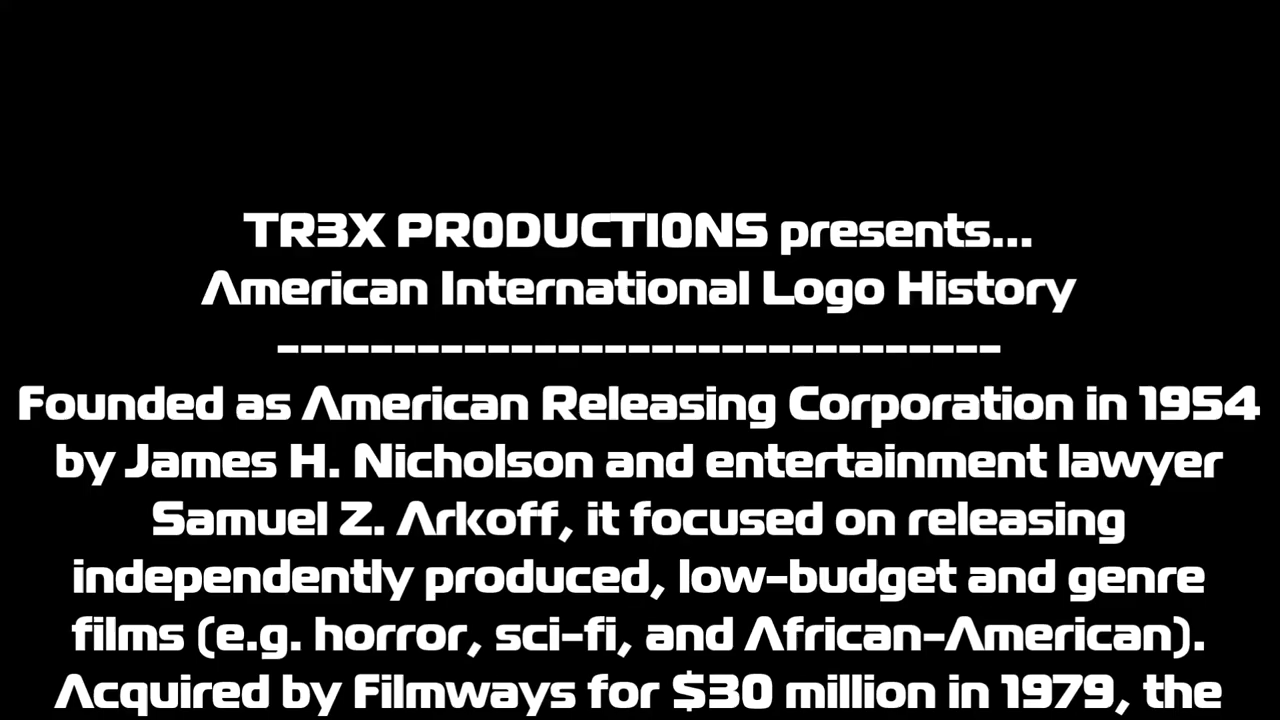 TR3X PR0DUCTI0NS presents...
American International Logo History
-------------------------------
Founded as American Releasing Corporation in 1954
by James H. Nicholson and entertainment lawyer
Samuel Z. Arkoff, it focused on releasing
independently produced, low-budget and genre
films (e.g. horror, sci-fi, and African-American).
Acquired by Filmways for $30 million in 1979, the